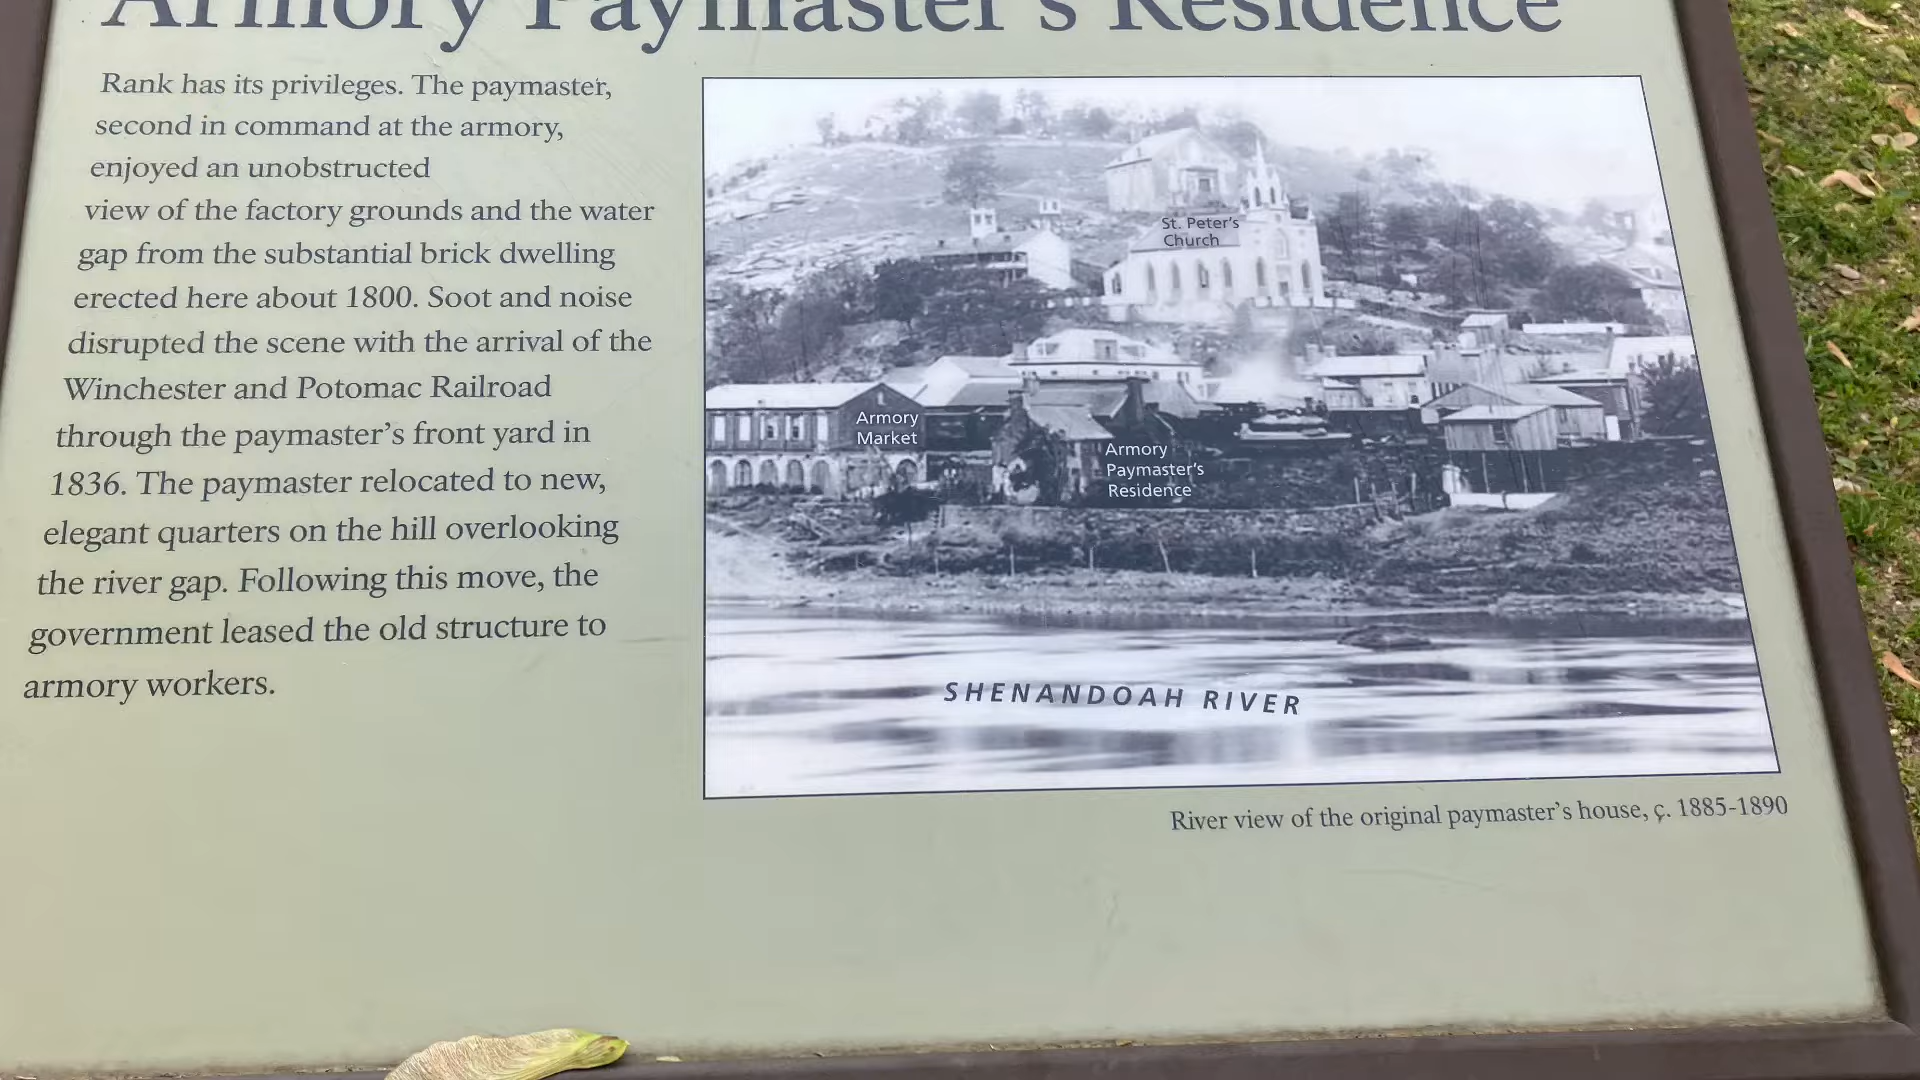 Armory Paymaster's Residence
Rank has its privileges. The paymaster,
second in command at the armory,
enjoyed an unobstructed
view of the factory grounds and the water
gap from the substantial brick dwelling
erected here about 1800. Soot and noise
disrupted the scene with the arrival of the
Winchester and Potomac Railroad
through the paymaster's front yard in
1836. The paymaster relocated to new,
elegant quarters on the hill overlooking
the river gap. Following this move, the
government leased the old structure to
armory workers.
St. Peter's
Church
Armory
Market
Armory
Paymaster's
Residence
SHENANDOAH RIVER
River view of the original paymaster's house, c. 1885-1890